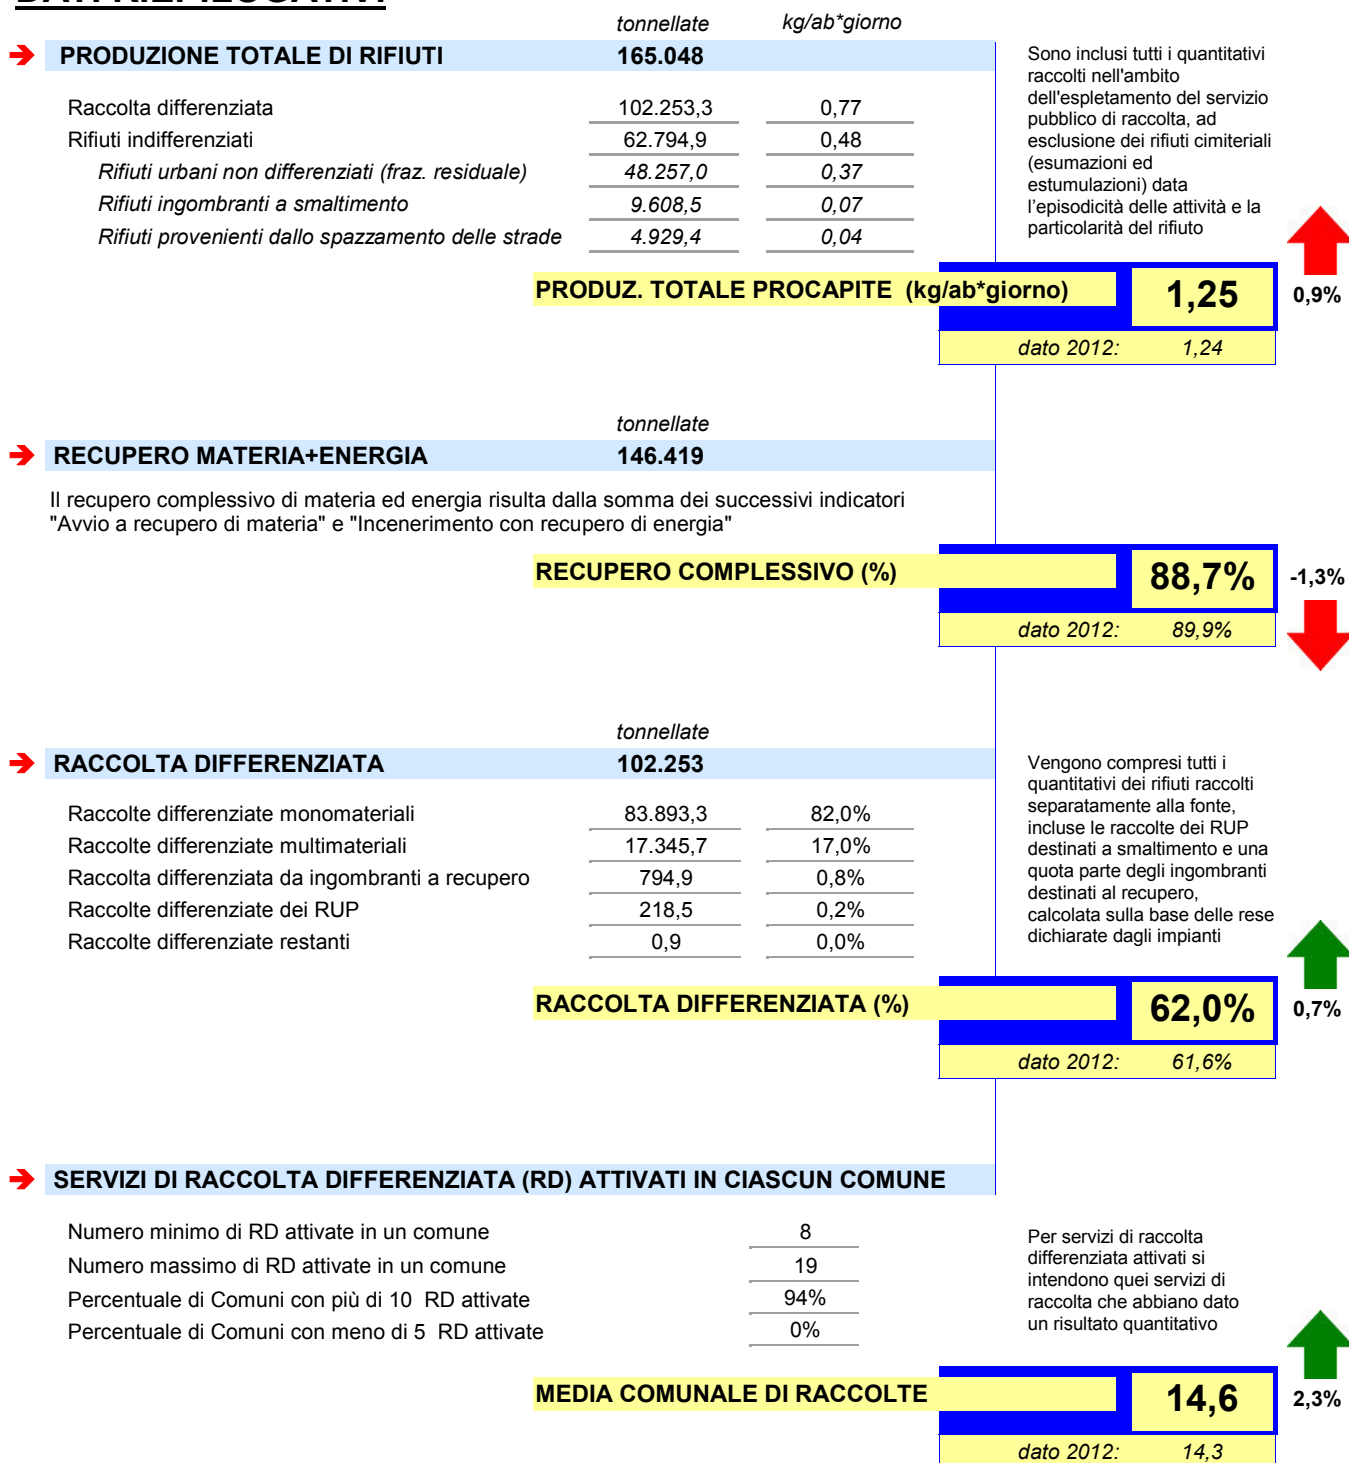 DATI RIEPILOGATIVI
tonnellate kg/ab*giorno
PRODUZIONE TOTALE DI RIFIUTI 165.048
Raccolta differenziata 102.253,3 0,77
Rifiuti indifferenziati 62.794,9 0,48
Rifiuti urbani non differenziati (fraz. residuale) 48.257,0 0,37
Rifiuti ingombranti a smaltimento 9.608,5 0,07
Rifiuti provenienti dallo spazzamento delle strade 4.929,4 0,04
Sono inclusi tutti i quantitativi
raccolti nell'ambito
dell'espletamento del servizio
pubblico di raccolta, ad
esclusione dei rifiuti cimiteriali
(esumazioni ed
estumulazioni) data
l'episodicità delle attività e la
particolarità del rifiuto
PRODUZ. TOTALE PROCAPITE (kg/ab*giorno) 1,25 0,9%
dato 2012: 1,24
tonnellate
RECUPERO MATERIA+ENERGIA 146.419
Il recupero complessivo di materia ed energia risulta dalla somma dei successivi indicatori
"Avvio a recupero di materia" e "Incenerimento con recupero di energia"
RECUPERO COMPLESSIVO (%) 88,7% -1,3%
dato 2012: 89,9%
tonnellate
RACCOLTA DIFFERENZIATA 102.253
Raccolte differenziate monomateriali 83.893,3 82,0%
Raccolte differenziate multimateriali 17.345,7 17,0%
Raccolta differenziata da ingombranti a recupero 794,9 0,8%
Raccolte differenziate dei RUP 218,5 0,2%
Raccolte differenziate restanti 0,9 0,0%
Vengono compresi tutti i
quantitativi dei rifiuti raccolti
separatamente alla fonte,
incluse le raccolte dei RUP
destinati a smaltimento e una
quota parte degli ingombranti
destinati al recupero,
calcolata sulla base delle rese
dichiarate dagli impianti
RACCOLTA DIFFERENZIATA (%) 62,0% 0,7%
dato 2012: 61,6%
SERVIZI DI RACCOLTA DIFFERENZIATA (RD) ATTIVATI IN CIASCUN COMUNE
Numero minimo di RD attivate in un comune 8
Numero massimo di RD attivate in un comune 19
Percentuale di Comuni con più di 10 RD attivate 94%
Percentuale di Comuni con meno di 5 RD attivate 0%
Per servizi di raccolta
differenziata attivati si
intendono quei servizi di
raccolta che abbiano dato
un risultato quantitativo
MEDIA COMUNALE DI RACCOLTE 14,6 2,3%
dato 2012: 14,3